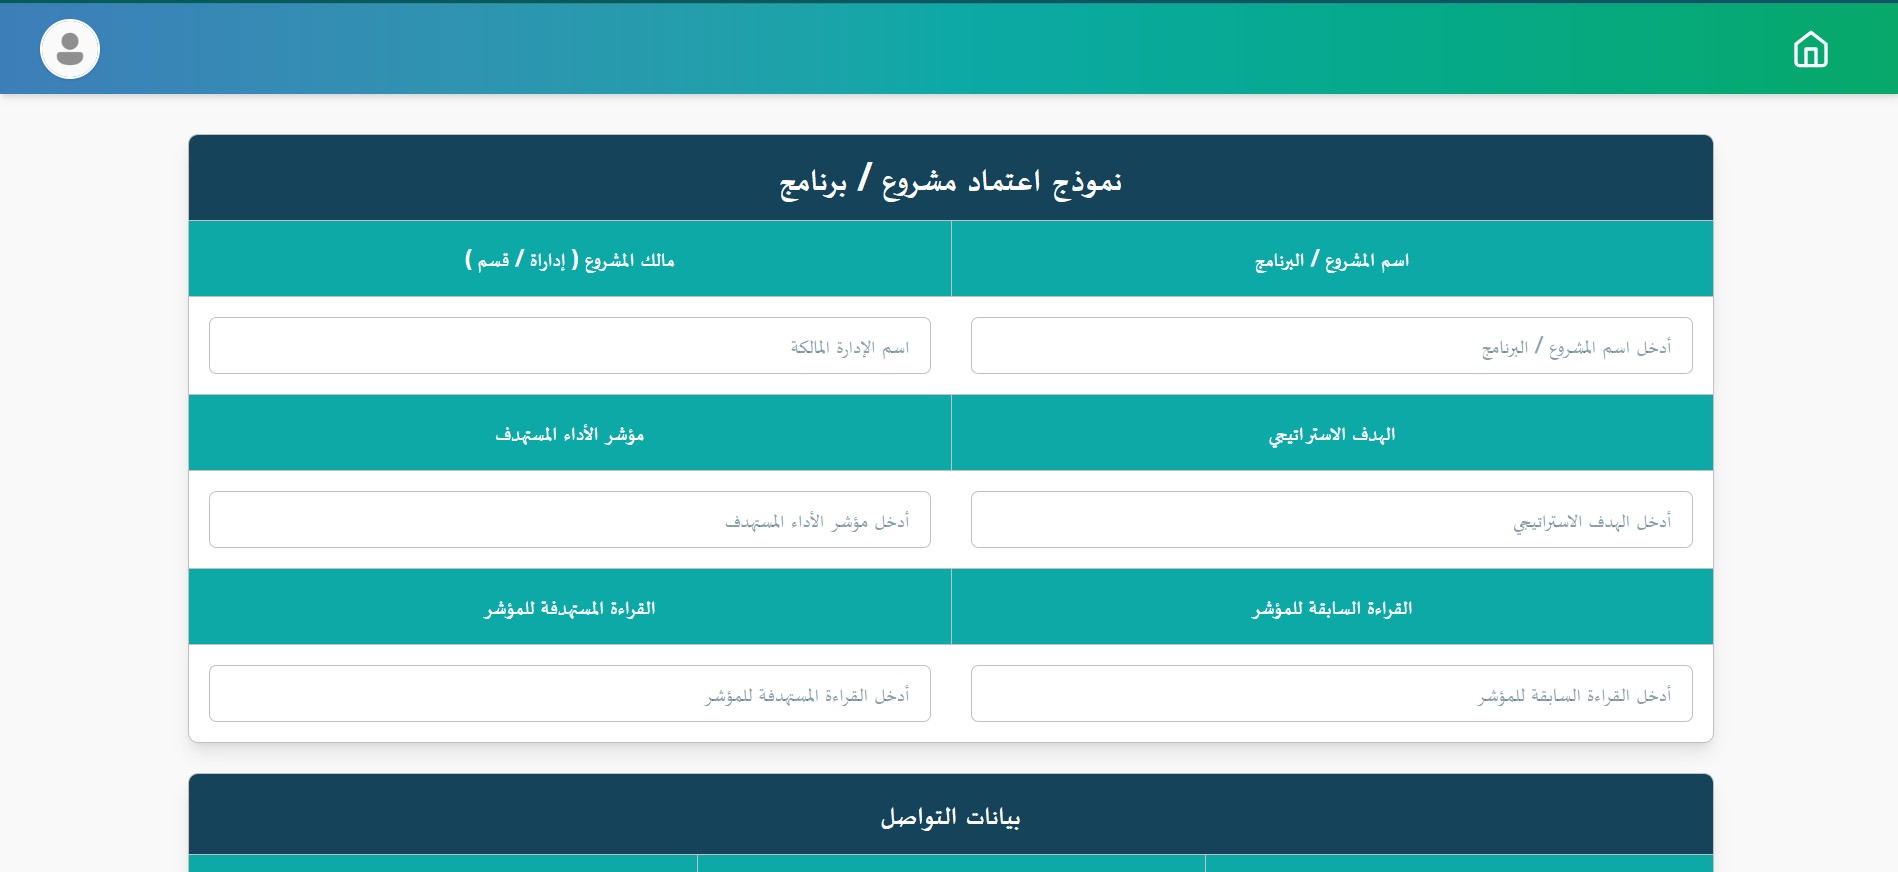 نموذج اعتماد مشروع / برنامج
اسم المشروع / البرنامج
مالك المشروع ( إداراة / قسم )
أدخل اسم المشروع / البرنامج
اسم الإدارة المالكة
الهدف الاستراتيجي
مؤشر الأداء المستهدف
أدخل الهدف الاستراتيجي
أدخل مؤشر الأداء المستهدف
القراءة السابقة للمؤشر
القراءة المستهدفة للمؤشر
أدخل القراءة السابقة للمؤشر
أدخل القراءة المستهدفة للمؤشر
بيانات التواصل